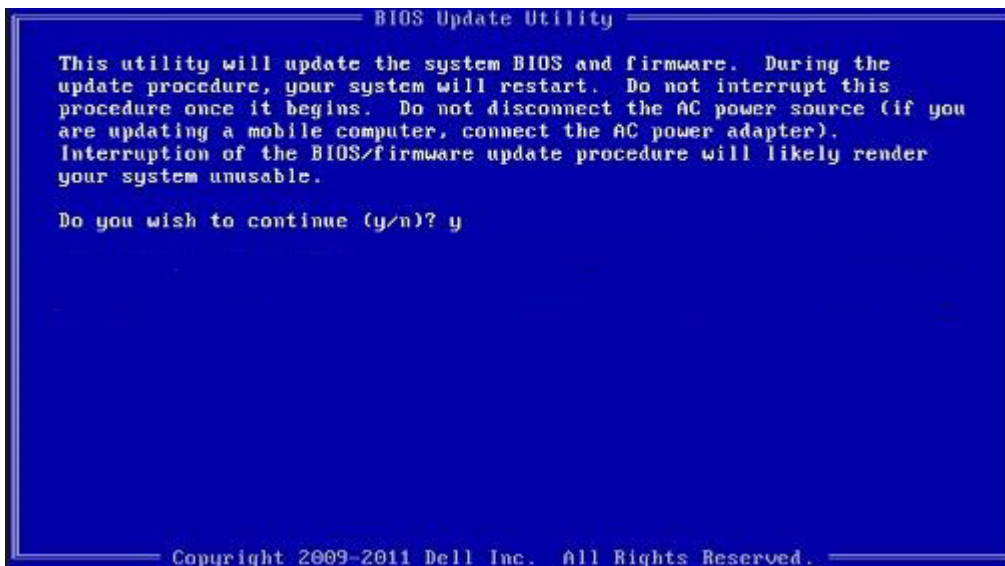 BIOS Update Utility
This utility will update the system BIOS and firmware. During the
update procedure, your system will restart. Do not interrupt this
procedure once it begins. Do not disconnect the AC power source (if you
are updating a mobile computer, connect the AC power adapter).
Interruption of the BIOS/firmware update procedure will likely render
your system unusable.
Do you wish to continue (y/n)? y
Copyright 2009-2011 Dell Inc. All Rights Reserved.